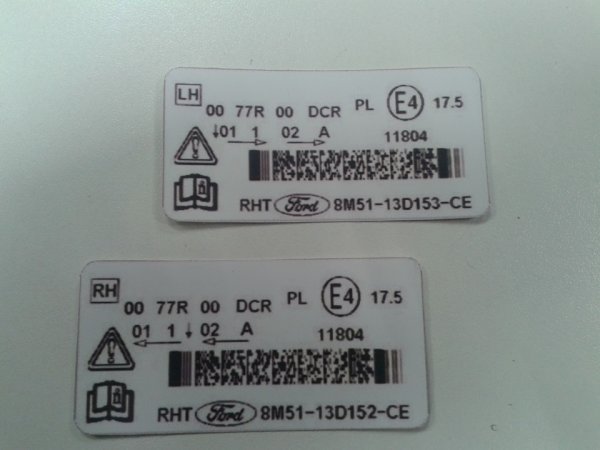 LH
00 77R 00 DCR PL E4 17.5
↓01 1 02 A 11804
RHT Ford 8M51-13D153-CE
RH
00 77R 00 DCR PL E4 17.5
01 1 ↓ 02 A 11804
RHT Ford 8M51-13D152-CE